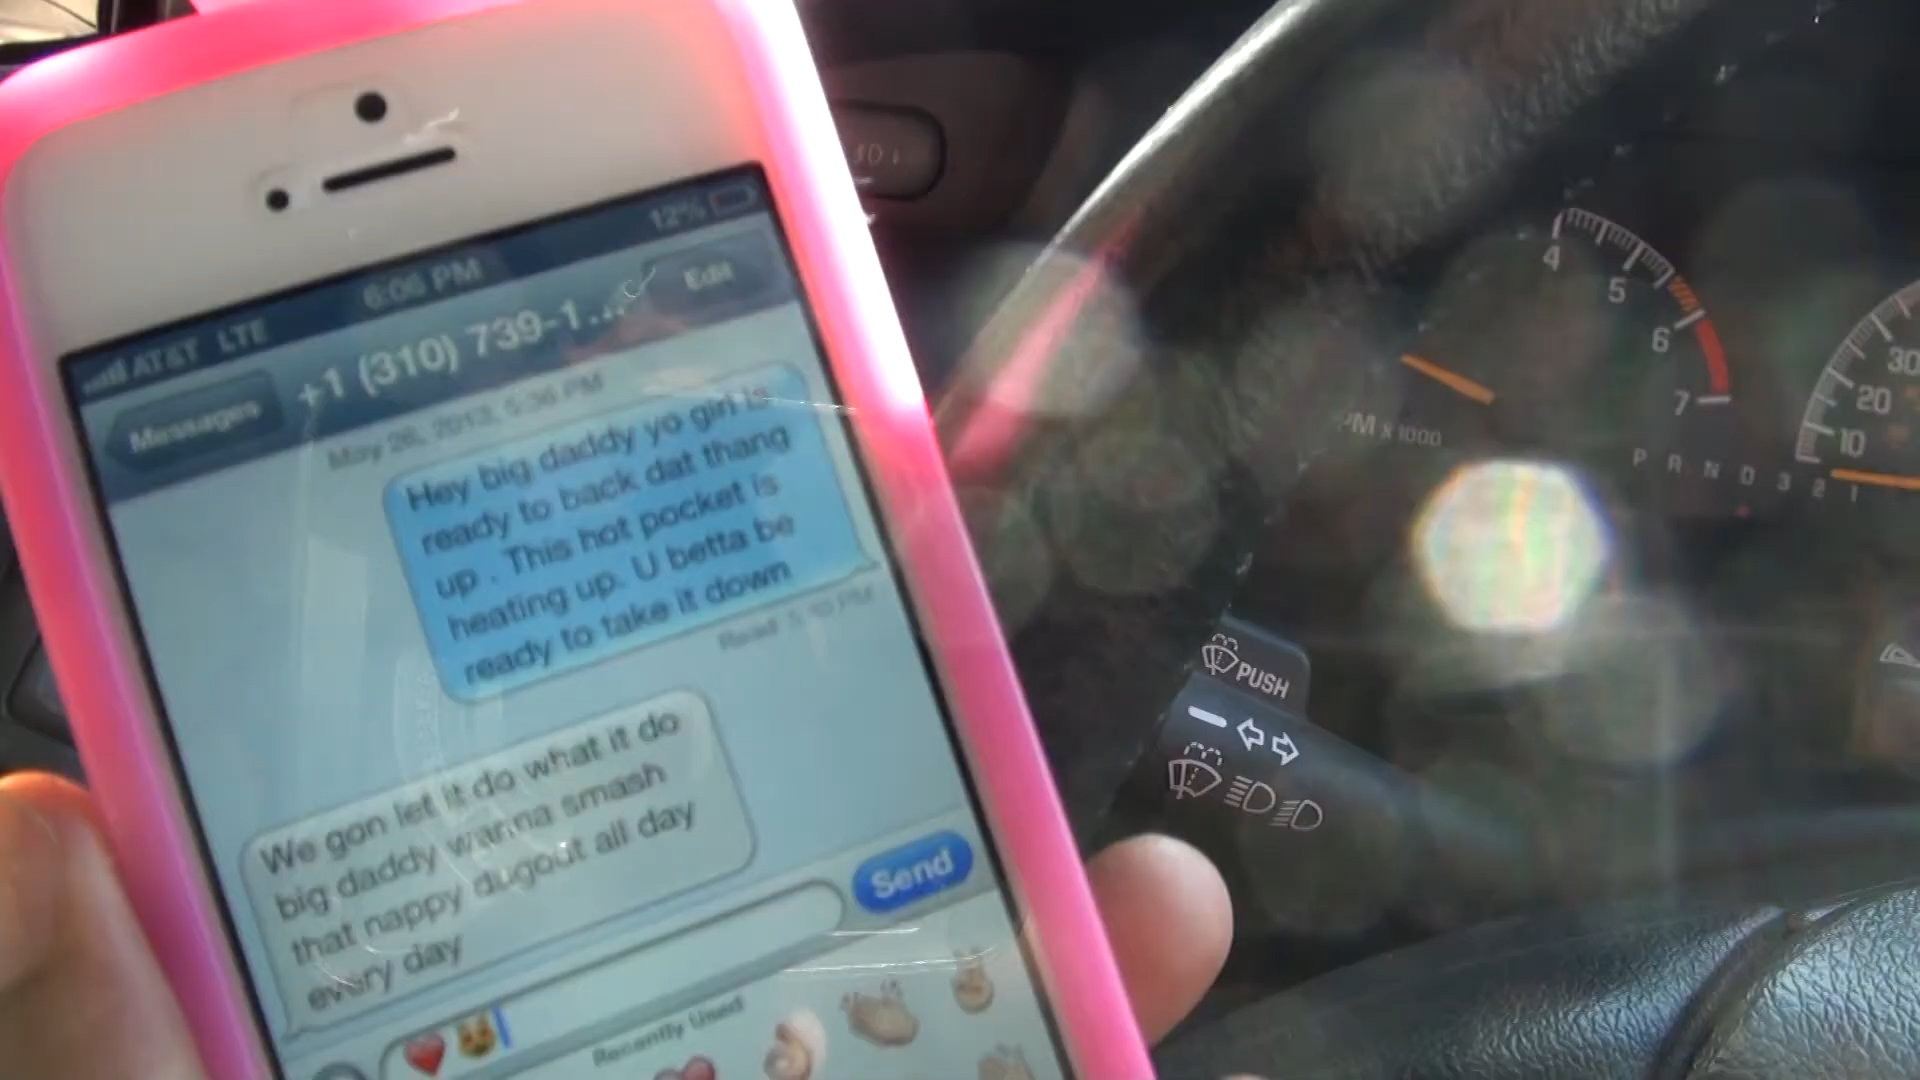 12%
AT&T LTE 6:06 PM
Messages
+1 (310) 739-1...
Edit
May 26, 2013, 5:36 PM
Hey big daddy yo girl is
ready to back dat thang
up . This hot pocket is
heating up. U betta be
ready to take it down
Read
We gon let it do what it do
big daddy wanna smash
that nappy dugout all day
every day
Send
Recently Used
4
5
6
7
x1000
P R N D 3 2 1
30
20
10
PUSH